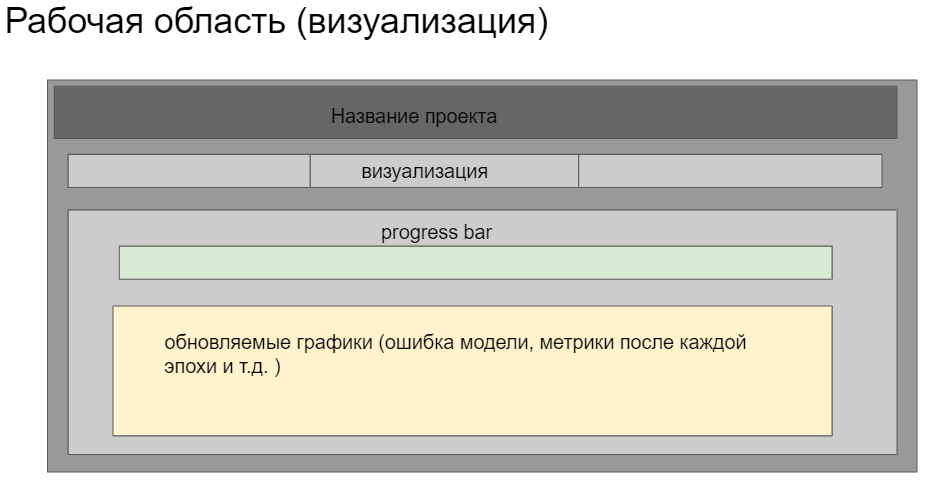 Рабочая область (визуализация)
Название проекта
визуализация
progress bar
обновляемые графики (ошибка модели, метрики после каждой
эпохи и т.д. )